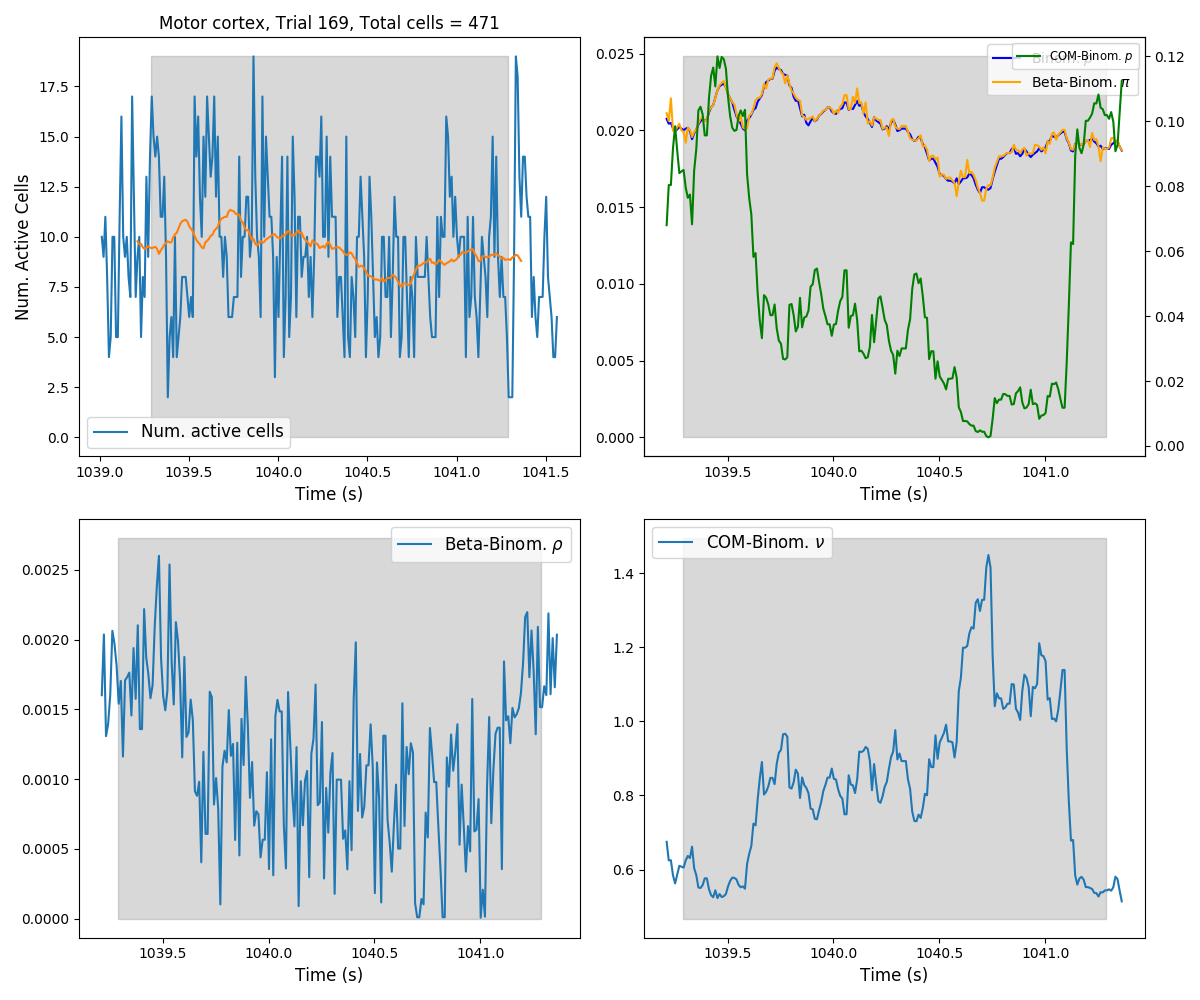 Motor cortex, Trial 169, Total cells = 471
Num. Active Cells
17.5
15.0
12.5
10.0
7.5
5.0
2.5
0.0
Num. active cells
1039.0 1039.5 1040.0 1040.5 1041.0 1041.5
Time (s)
0.025
0.020
0.015
0.010
0.005
0.000
COM-Binom. p
Binom. p
Beta-Binom. π
0.12
0.10
0.08
0.06
0.04
0.02
0.00
1039.5 1040.0 1040.5 1041.0
Time (s)
0.0025
0.0020
0.0015
0.0010
0.0005
0.0000
Beta-Binom. ρ
1039.5 1040.0 1040.5 1041.0
Time (s)
COM-Binom. ν
1.4
1.2
1.0
0.8
0.6
1039.5 1040.0 1040.5 1041.0
Time (s)